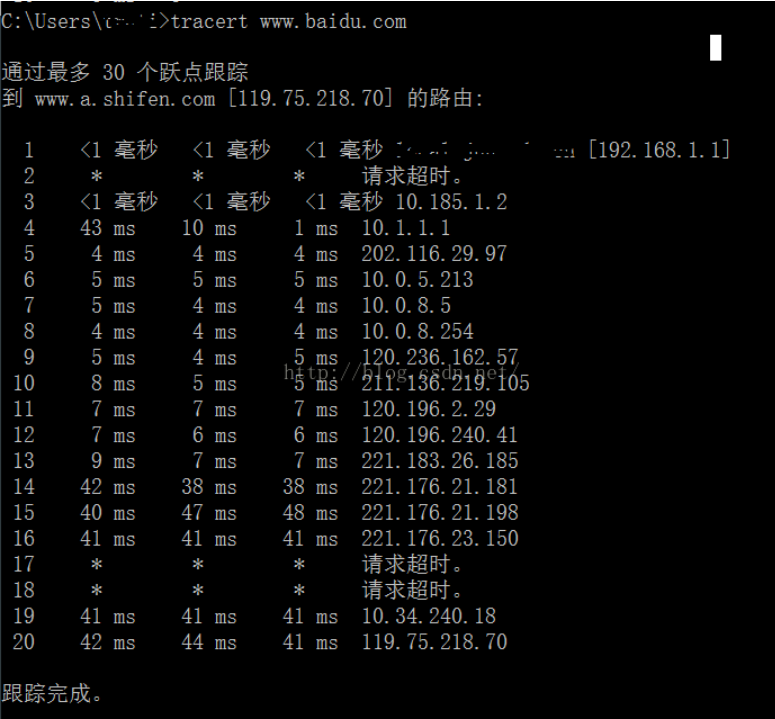 C:\Users\ >tracert www.baidu.com
通过最多 30 个跃点跟踪
到 www.a.shifen.com [119.75.218.70] 的路由:
1 <1 毫秒 <1 毫秒 <1 毫秒 [192.168.1.1]
2 * * * 请求超时。
3 <1 毫秒 <1 毫秒 <1 毫秒 10.185.1.2
4 43 ms 10 ms 1 ms 10.1.1.1
5 4 ms 4 ms 4 ms 202.116.29.97
6 5 ms 5 ms 5 ms 10.0.5.213
7 5 ms 4 ms 4 ms 10.0.8.5
8 4 ms 4 ms 4 ms 10.0.8.254
9 5 ms 4 ms 5 ms 120.236.162.57
http://blog.csdn.net/
10 8 ms 5 ms 5 ms 211.136.219.105
11 7 ms 7 ms 7 ms 120.196.2.29
12 7 ms 6 ms 6 ms 120.196.240.41
13 9 ms 7 ms 7 ms 221.183.26.185
14 42 ms 38 ms 38 ms 221.176.21.181
15 40 ms 47 ms 48 ms 221.176.21.198
16 41 ms 41 ms 41 ms 221.176.23.150
17 * * * 请求超时。
18 * * * 请求超时。
19 41 ms 41 ms 41 ms 10.34.240.18
20 42 ms 44 ms 41 ms 119.75.218.70
跟踪完成。